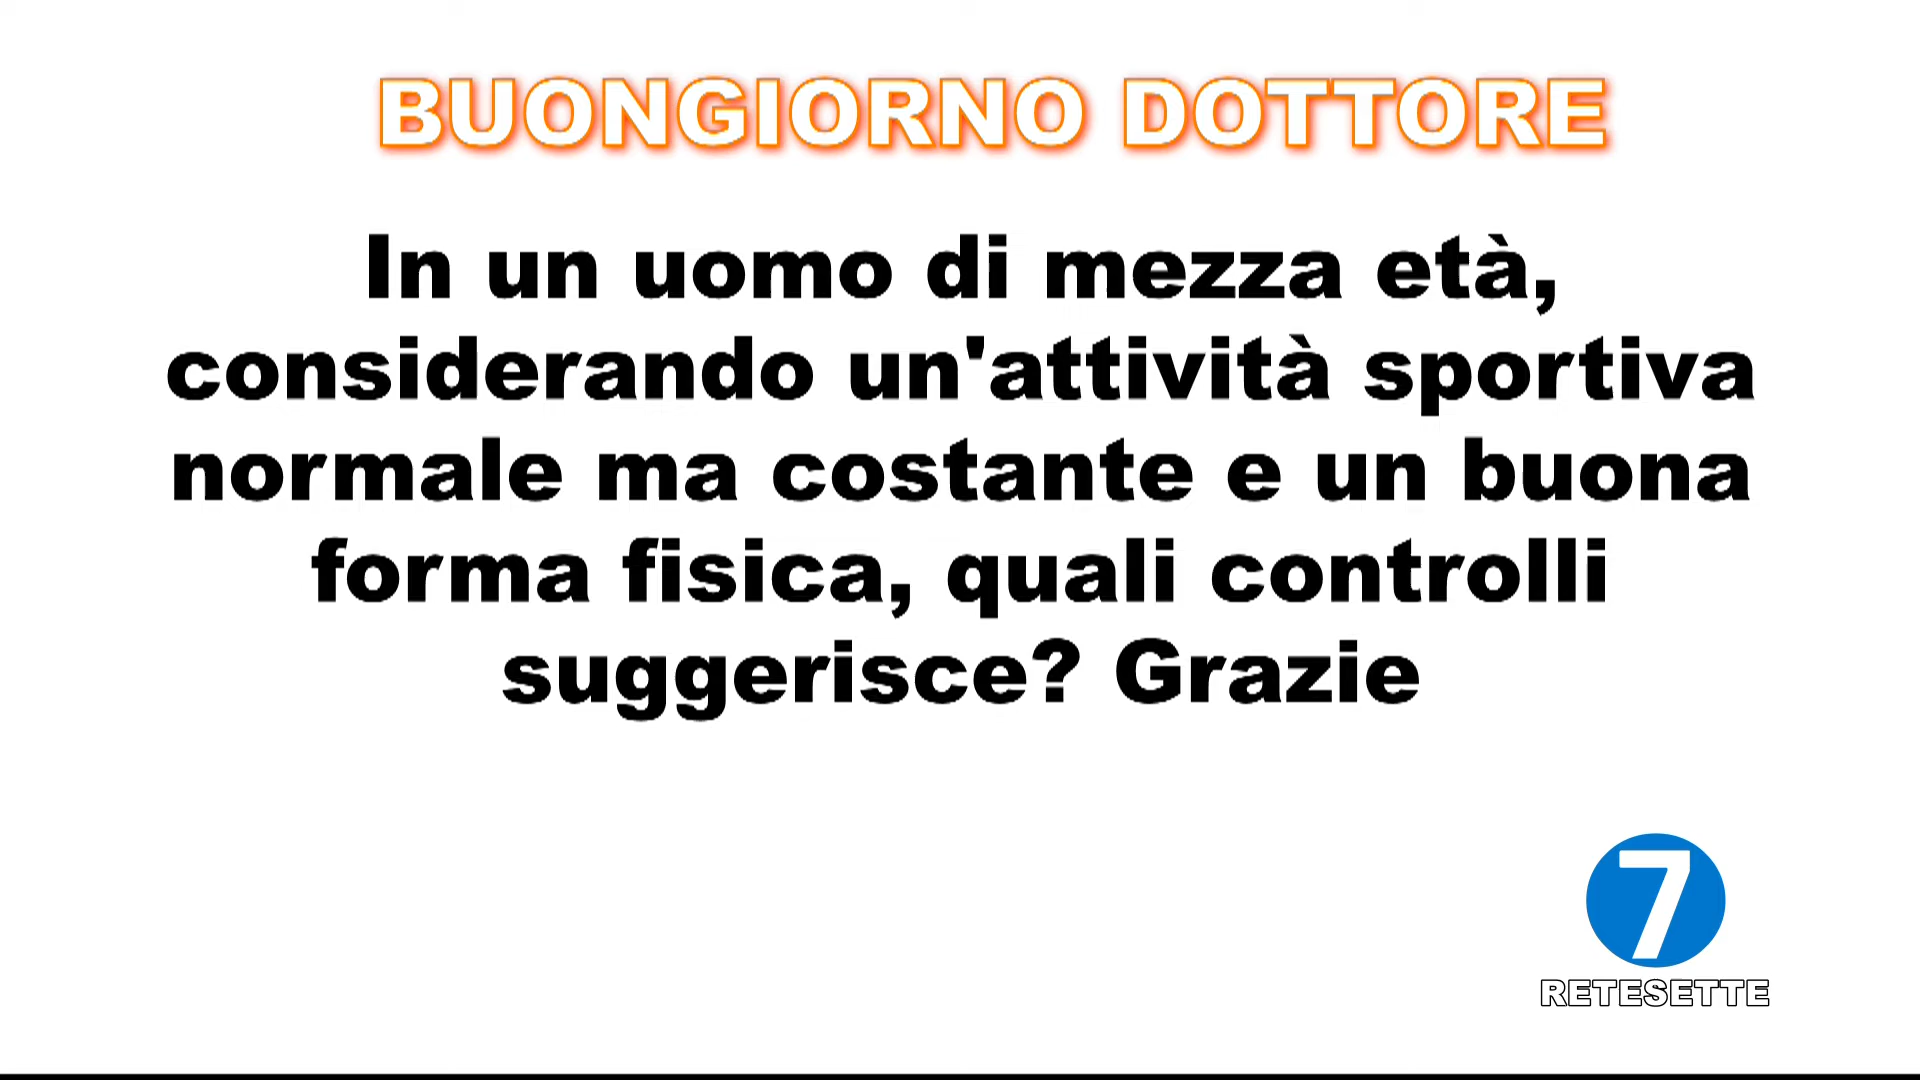 BUONGIORNO DOTTORE
In un uomo di mezza età,
considerando un'attività sportiva
normale ma costante e un buona
forma fisica, quali controlli
suggerisce? Grazie
7
RETESETTE